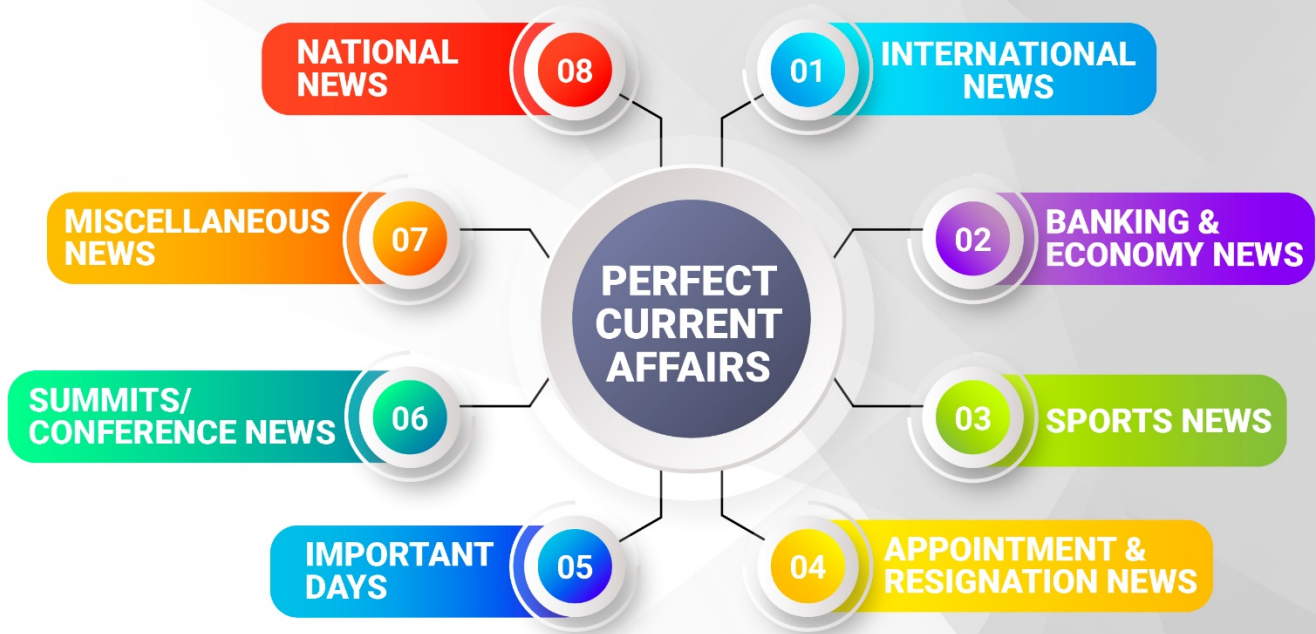 PERFECT
CURRENT
AFFAIRS
01
INTERNATIONAL
NEWS
02
BANKING &
ECONOMY NEWS
03
SPORTS NEWS
04
APPOINTMENT &
RESIGNATION NEWS
05
IMPORTANT
DAYS
06
SUMMITS/
CONFERENCE NEWS
07
MISCELLANEOUS
NEWS
08
NATIONAL
NEWS